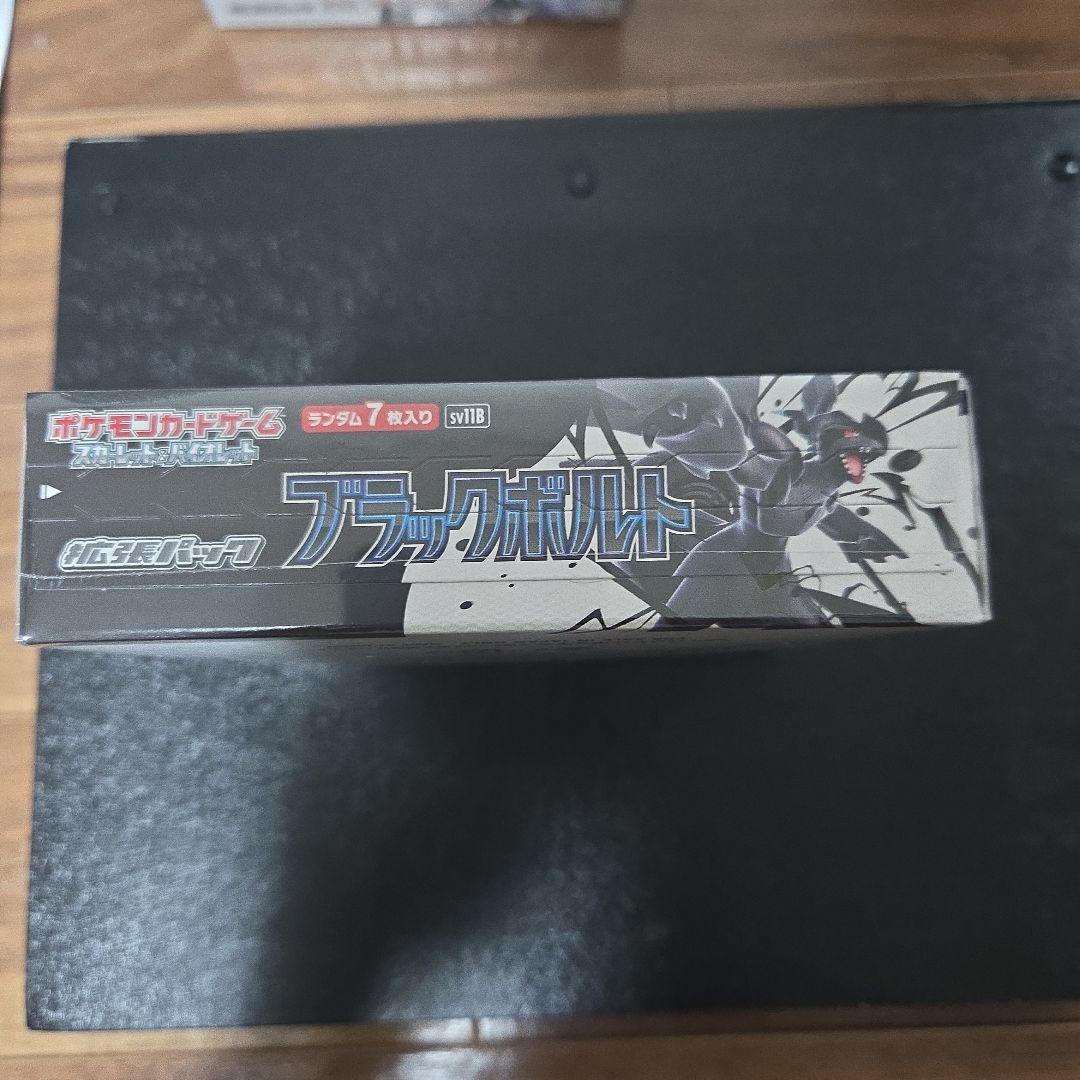 ポケモンカードゲーム
スカーレット&バイオレット
ランダム7枚入り
sv11B
拡張パック
ブラックボルト